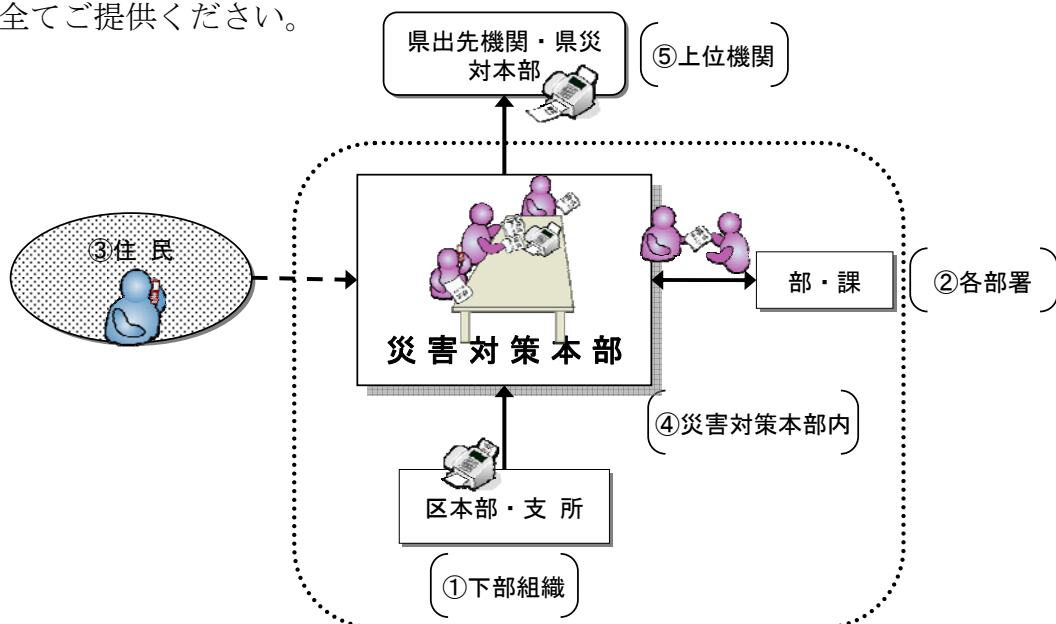 全てご提供ください。
県出先機関・県災
対本部
⑤上位機関
③住 民
部・課
②各部署
災害対策本部
④災害対策本部内
区本部・支 所
①下部組織